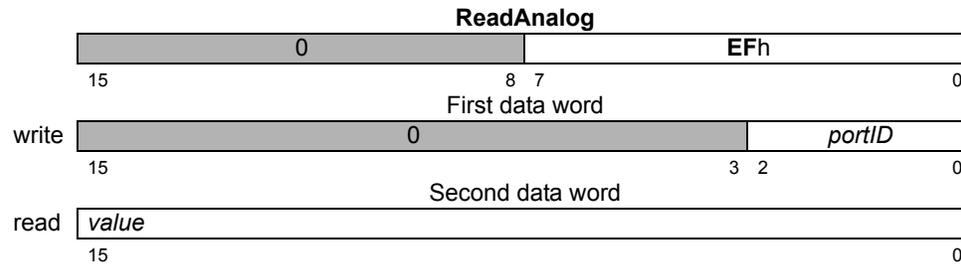 ReadAnalog
0 EFh
15 8 7 0
First data word
write 0 portID
15 3 2 0
Second data word
read value
15 0